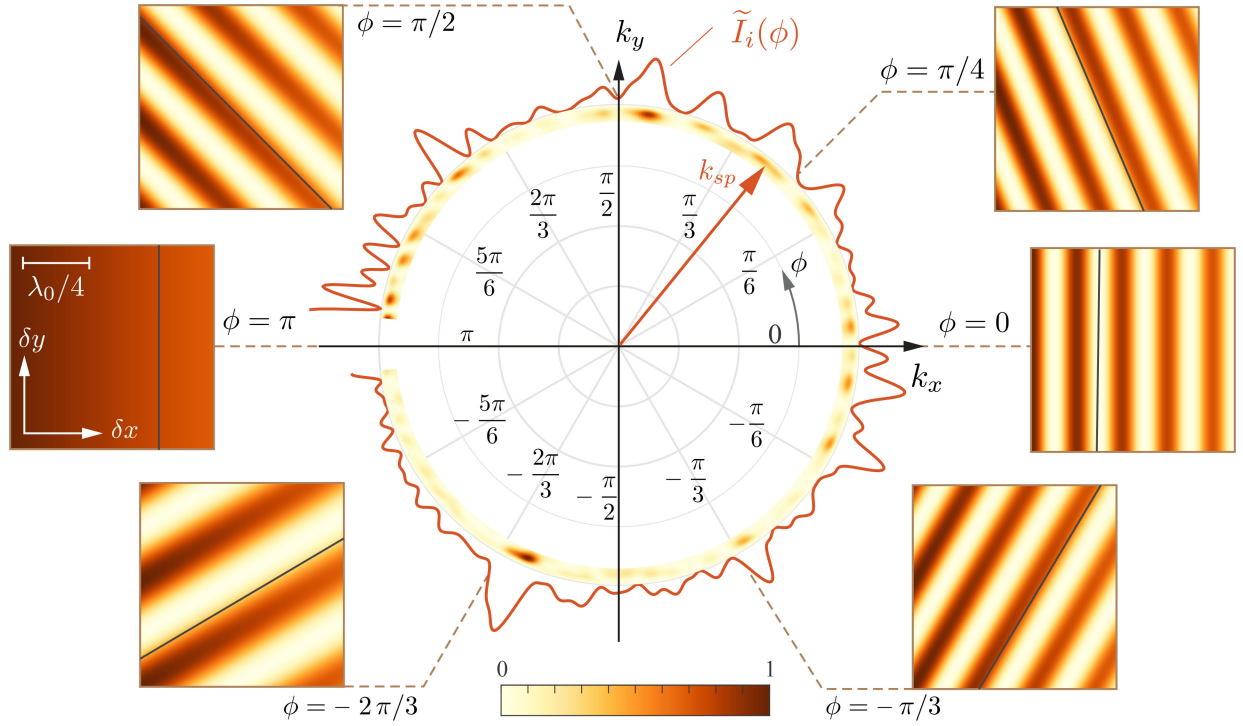 ϕ = π/2
k_y
Ĩ_i(ϕ)
ϕ = π/4
k_sp
π/2
2π/3
π/3
5π/6
π/6
ϕ
λ_0/4
ϕ = π
π
0
ϕ = 0
δy
k_x
δx
-5π/6
-π/6
-2π/3
-π/2
-π/3
0 1
ϕ = - 2 π/3
ϕ = - π/3